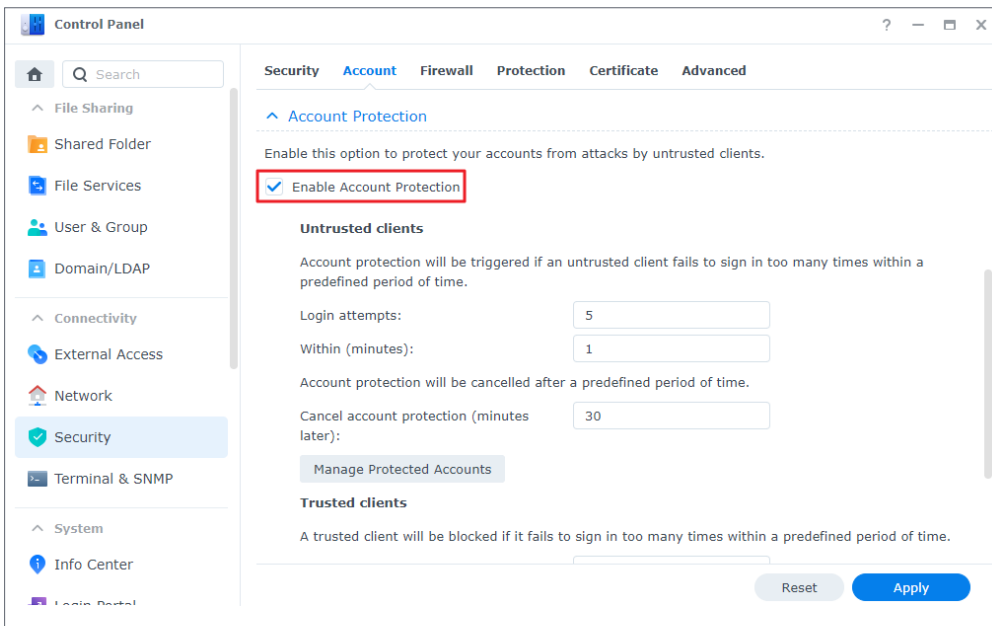 Control Panel
?
Search
File Sharing
Shared Folder
File Services
User & Group
Domain/LDAP
Connectivity
External Access
Network
Security
Terminal & SNMP
System
Info Center
Login Portal
Security Account Firewall Protection Certificate Advanced
Account Protection
Enable this option to protect your accounts from attacks by untrusted clients.
Enable Account Protection
Untrusted clients
Account protection will be triggered if an untrusted client fails to sign in too many times within a
predefined period of time.
Login attempts: 5
Within (minutes): 1
Account protection will be cancelled after a predefined period of time.
Cancel account protection (minutes 30
later):
Manage Protected Accounts
Trusted clients
A trusted client will be blocked if it fails to sign in too many times within a predefined period of time.
Reset Apply